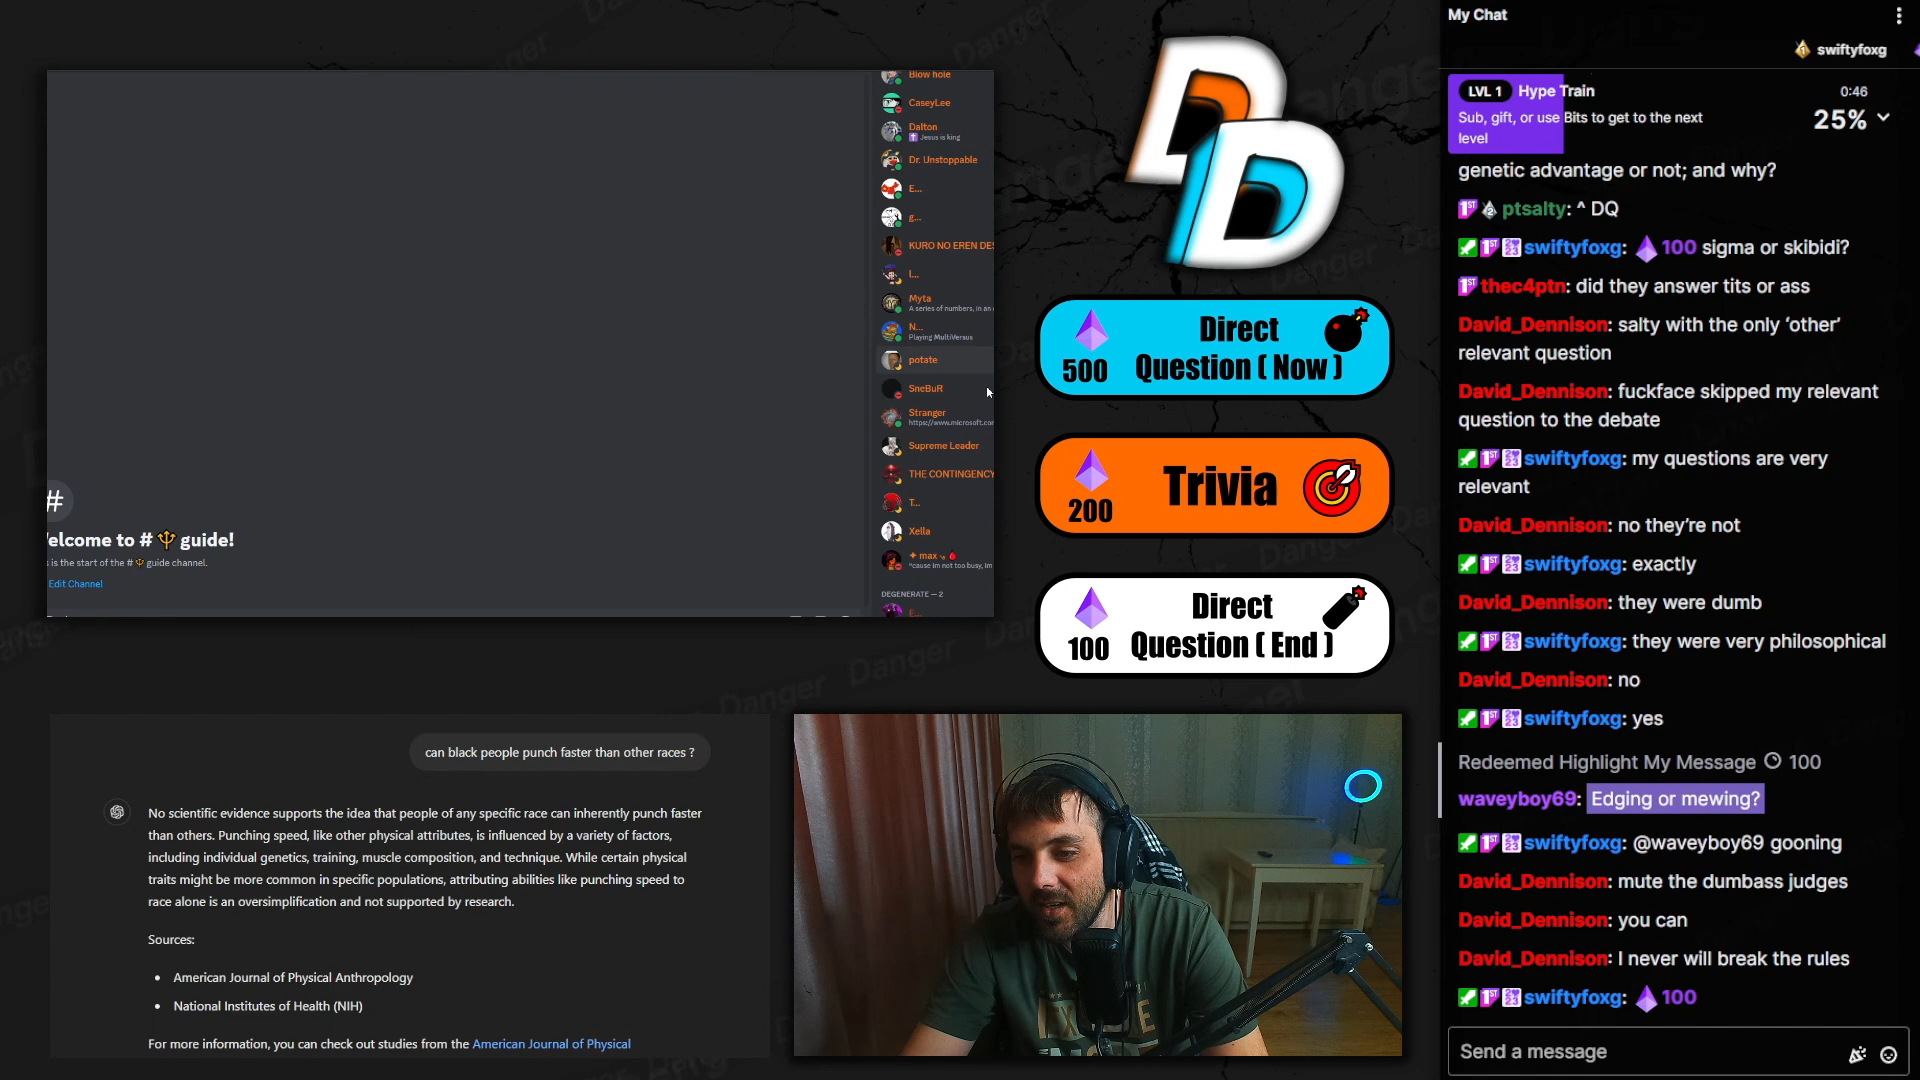 Blow hole
CaseyLee
Dalton
Jesus is king
Dr. Unstoppable
E...
g...
KURO NO EREN DES
I...
Myta
A series of numbers, in an
N...
Playing MultiVersus
potate
SneBuR
Stranger
https://www.microsoft.com
Supreme Leader
THE CONTINGENCY
T...
Xella
max
"cause im not too busy, im
DEGENERATE — 2
E...
#
elcome to # guide!
is is the start of the # guide channel.
Edit Channel
D
D
500
Direct
Question ( Now )
200
Trivia
100
Direct
Question ( End )
can black people punch faster than other races ?
No scientific evidence supports the idea that people of any specific race can inherently punch faster
than others. Punching speed, like other physical attributes, is influenced by a variety of factors,
including individual genetics, training, muscle composition, and technique. While certain physical
traits might be more common in specific populations, attributing abilities like punching speed to
race alone is an oversimplification and not supported by research.
Sources:
• American Journal of Physical Anthropology
• National Institutes of Health (NIH)
For more information, you can check out studies from the American Journal of Physical
My Chat
swiftyfoxg
LVL 1 Hype Train 0:46
Sub, gift, or use Bits to get to the next
level
25%
genetic advantage or not; and why?
ptsalty: ^ DQ
swiftyfoxg: 100 sigma or skibidi?
thec4ptn: did they answer tits or ass
David_Dennison: salty with the only ‘other’
relevant question
David_Dennison: fuckface skipped my relevant
question to the debate
swiftyfoxg: my questions are very
relevant
David_Dennison: no they’re not
swiftyfoxg: exactly
David_Dennison: they were dumb
swiftyfoxg: they were very philosophical
David_Dennison: no
swiftyfoxg: yes
Redeemed Highlight My Message 100
waveyboy69: Edging or mewing?
swiftyfoxg: @waveyboy69 gooning
David_Dennison: mute the dumbass judges
David_Dennison: you can
David_Dennison: I never will break the rules
swiftyfoxg: 100
Send a message